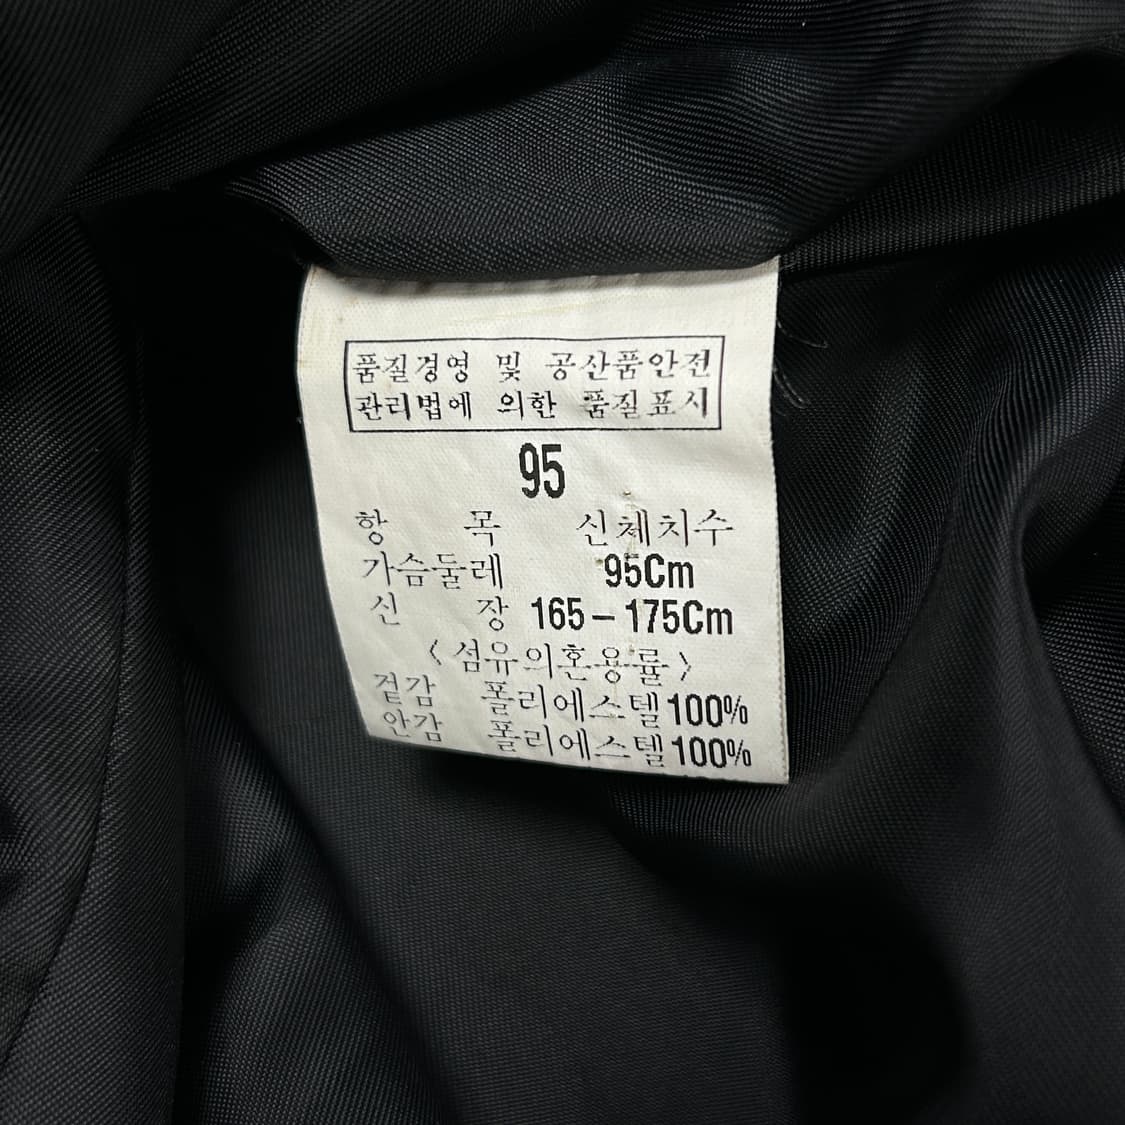 품질경영 및 공산품안전
관리법에 의한 품질표시
95
항 목 신체치수
가슴둘레 95Cm
신 장 165-175Cm
<섬유의혼용률>
겉감 폴리에스텔100%
안감 폴리에스텔100%